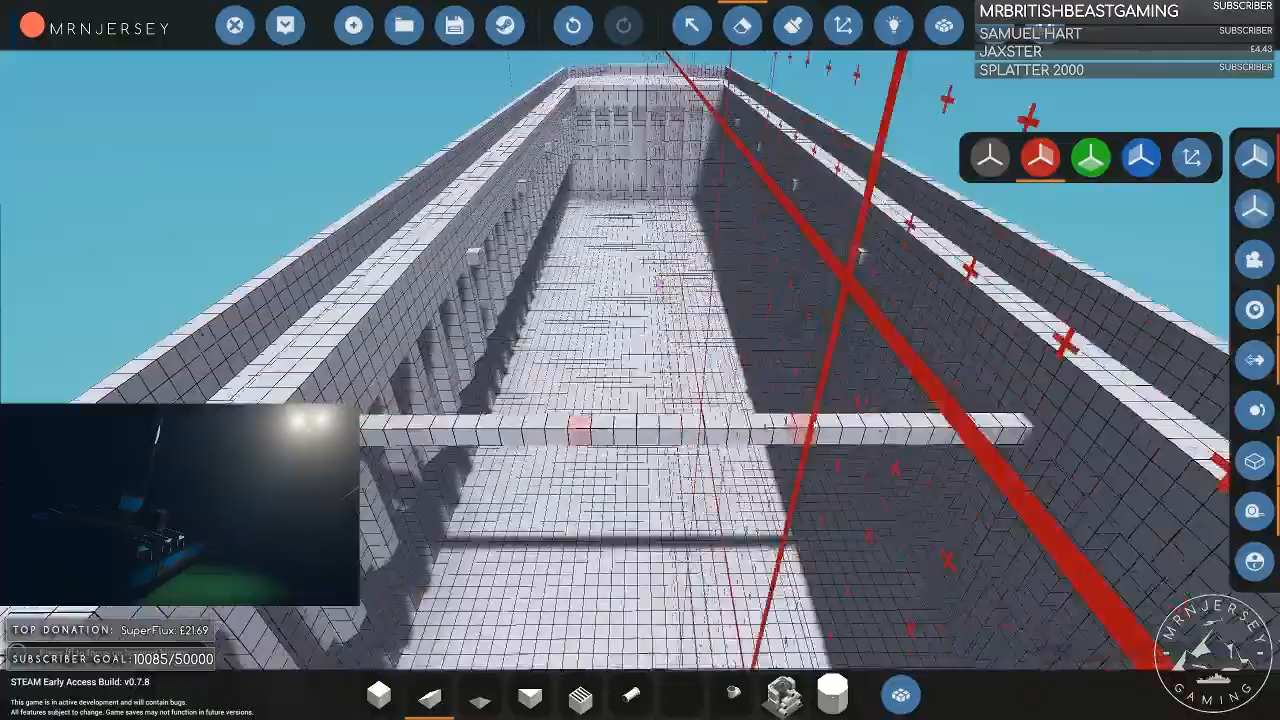 MRNJERSEY
MRBRITISHBEASTGAMING SUBSCRIBER
SAMUEL HART SUBSCRIBER
JAXSTER £4.43
SPLATTER 2000 SUBSCRIBER
TOP DONATION: SuperFlux: £21.69
SUBSCRIBER GOAL: 10085/50000
STEAM Early Access Build: v0.7.8
This game is in active development and will contain bugs.
All features subject to change. Game saves may not function in future versions.
MRNJERSEY
GAMING